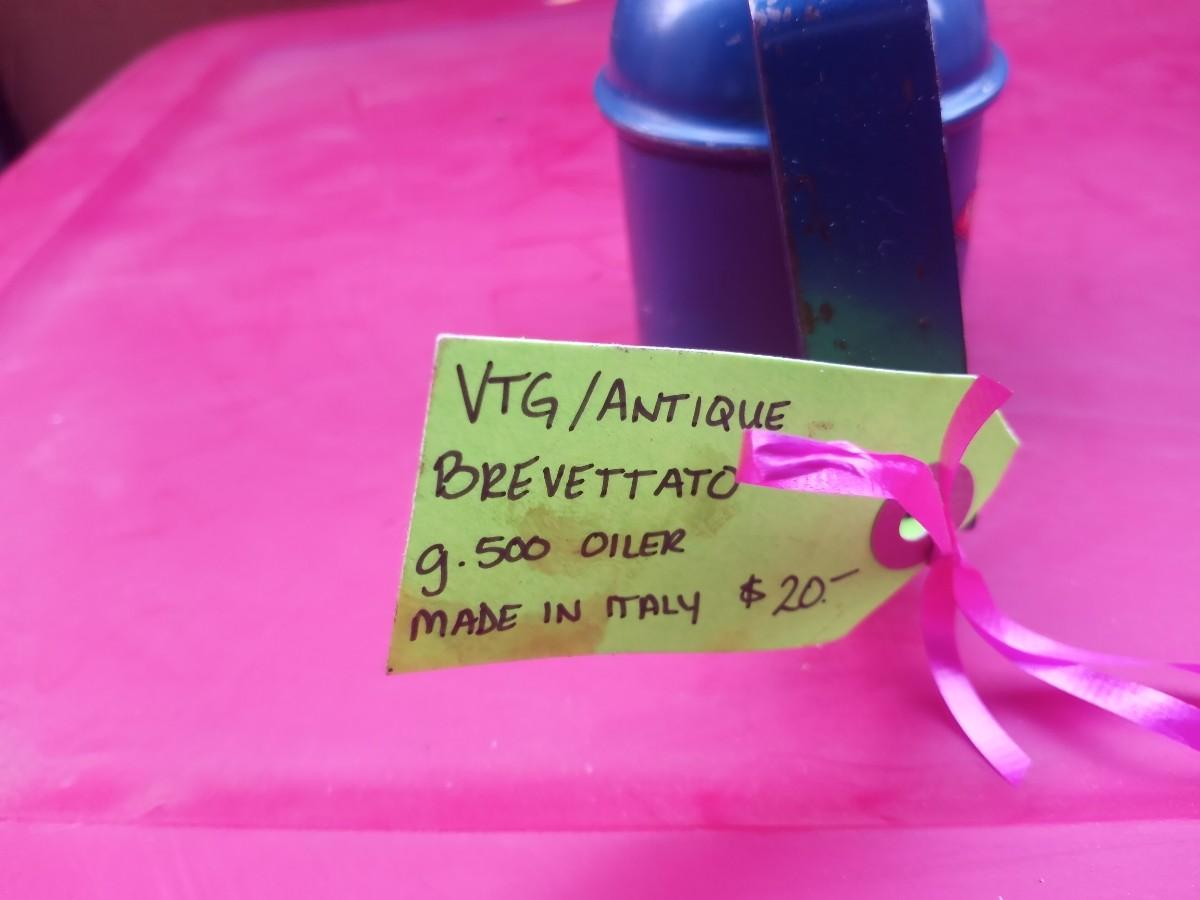 VTG/ANTIQUE
BREVETTATO
g.500 OILER
MADE IN ITALY $20.-